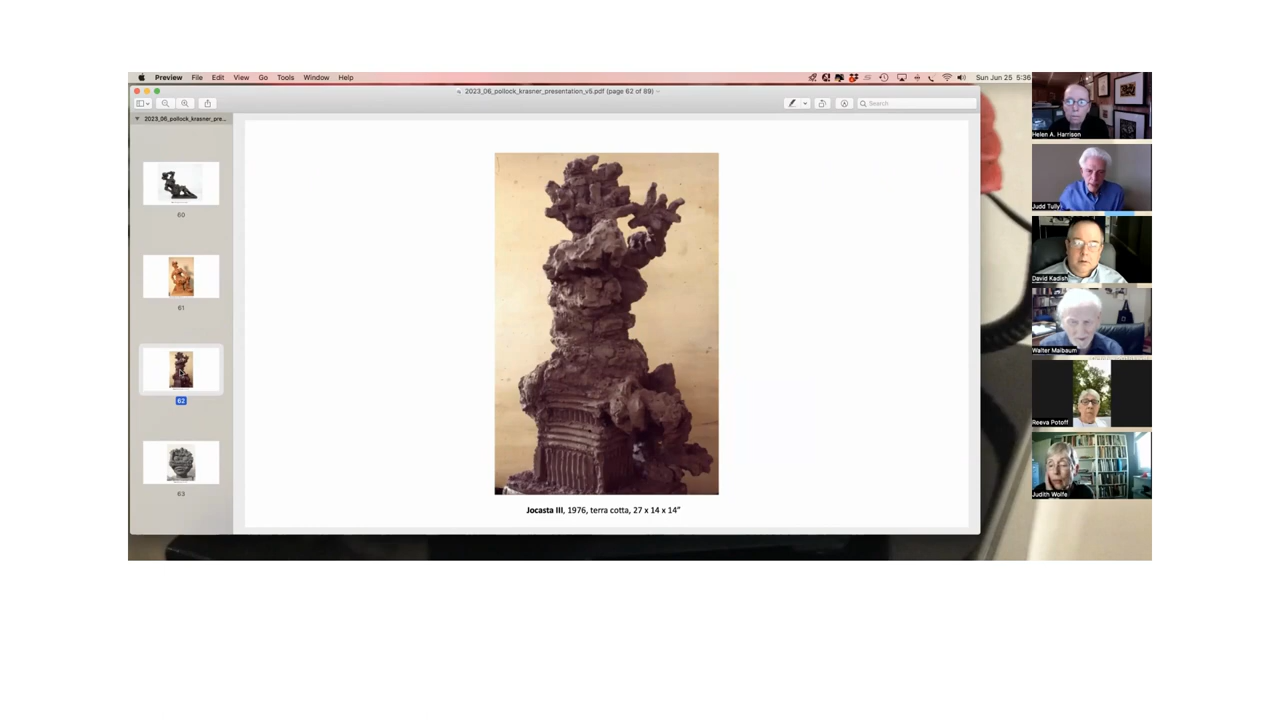 Preview File Edit View Go Tools Window Help
Sun Jun 25 5:36
2023_06_pollock_krasner_presentation_v5.pdf (page 62 of 89)
Search
2023_06_pollock_krasner_pre...
60
61
62
63
Jocasta III, 1976, terra cotta, 27 x 14 x 14”
Helen A. Harrison
Judd Tully
David Kadish
Walter Maibaum
Reeva Potoff
Judith Wolfe